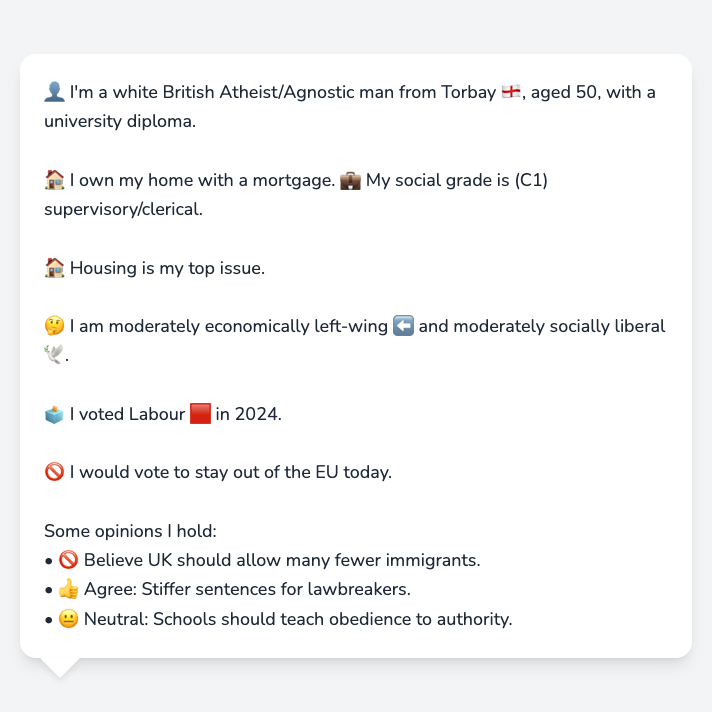 👤 I'm a white British Atheist/Agnostic man from Torbay 🏴󠁧󠁢󠁥󠁮󠁧󠁿, aged 50, with a
university diploma.
🏠 I own my home with a mortgage. 💼 My social grade is (C1)
supervisory/clerical.
🏠 Housing is my top issue.
🤔 I am moderately economically left-wing ⬅️ and moderately socially liberal
🕊️.
🗳️ I voted Labour 🟥 in 2024.
🚫 I would vote to stay out of the EU today.
Some opinions I hold:
• 🚫 Believe UK should allow many fewer immigrants.
• 👍 Agree: Stiffer sentences for lawbreakers.
• 😐 Neutral: Schools should teach obedience to authority.